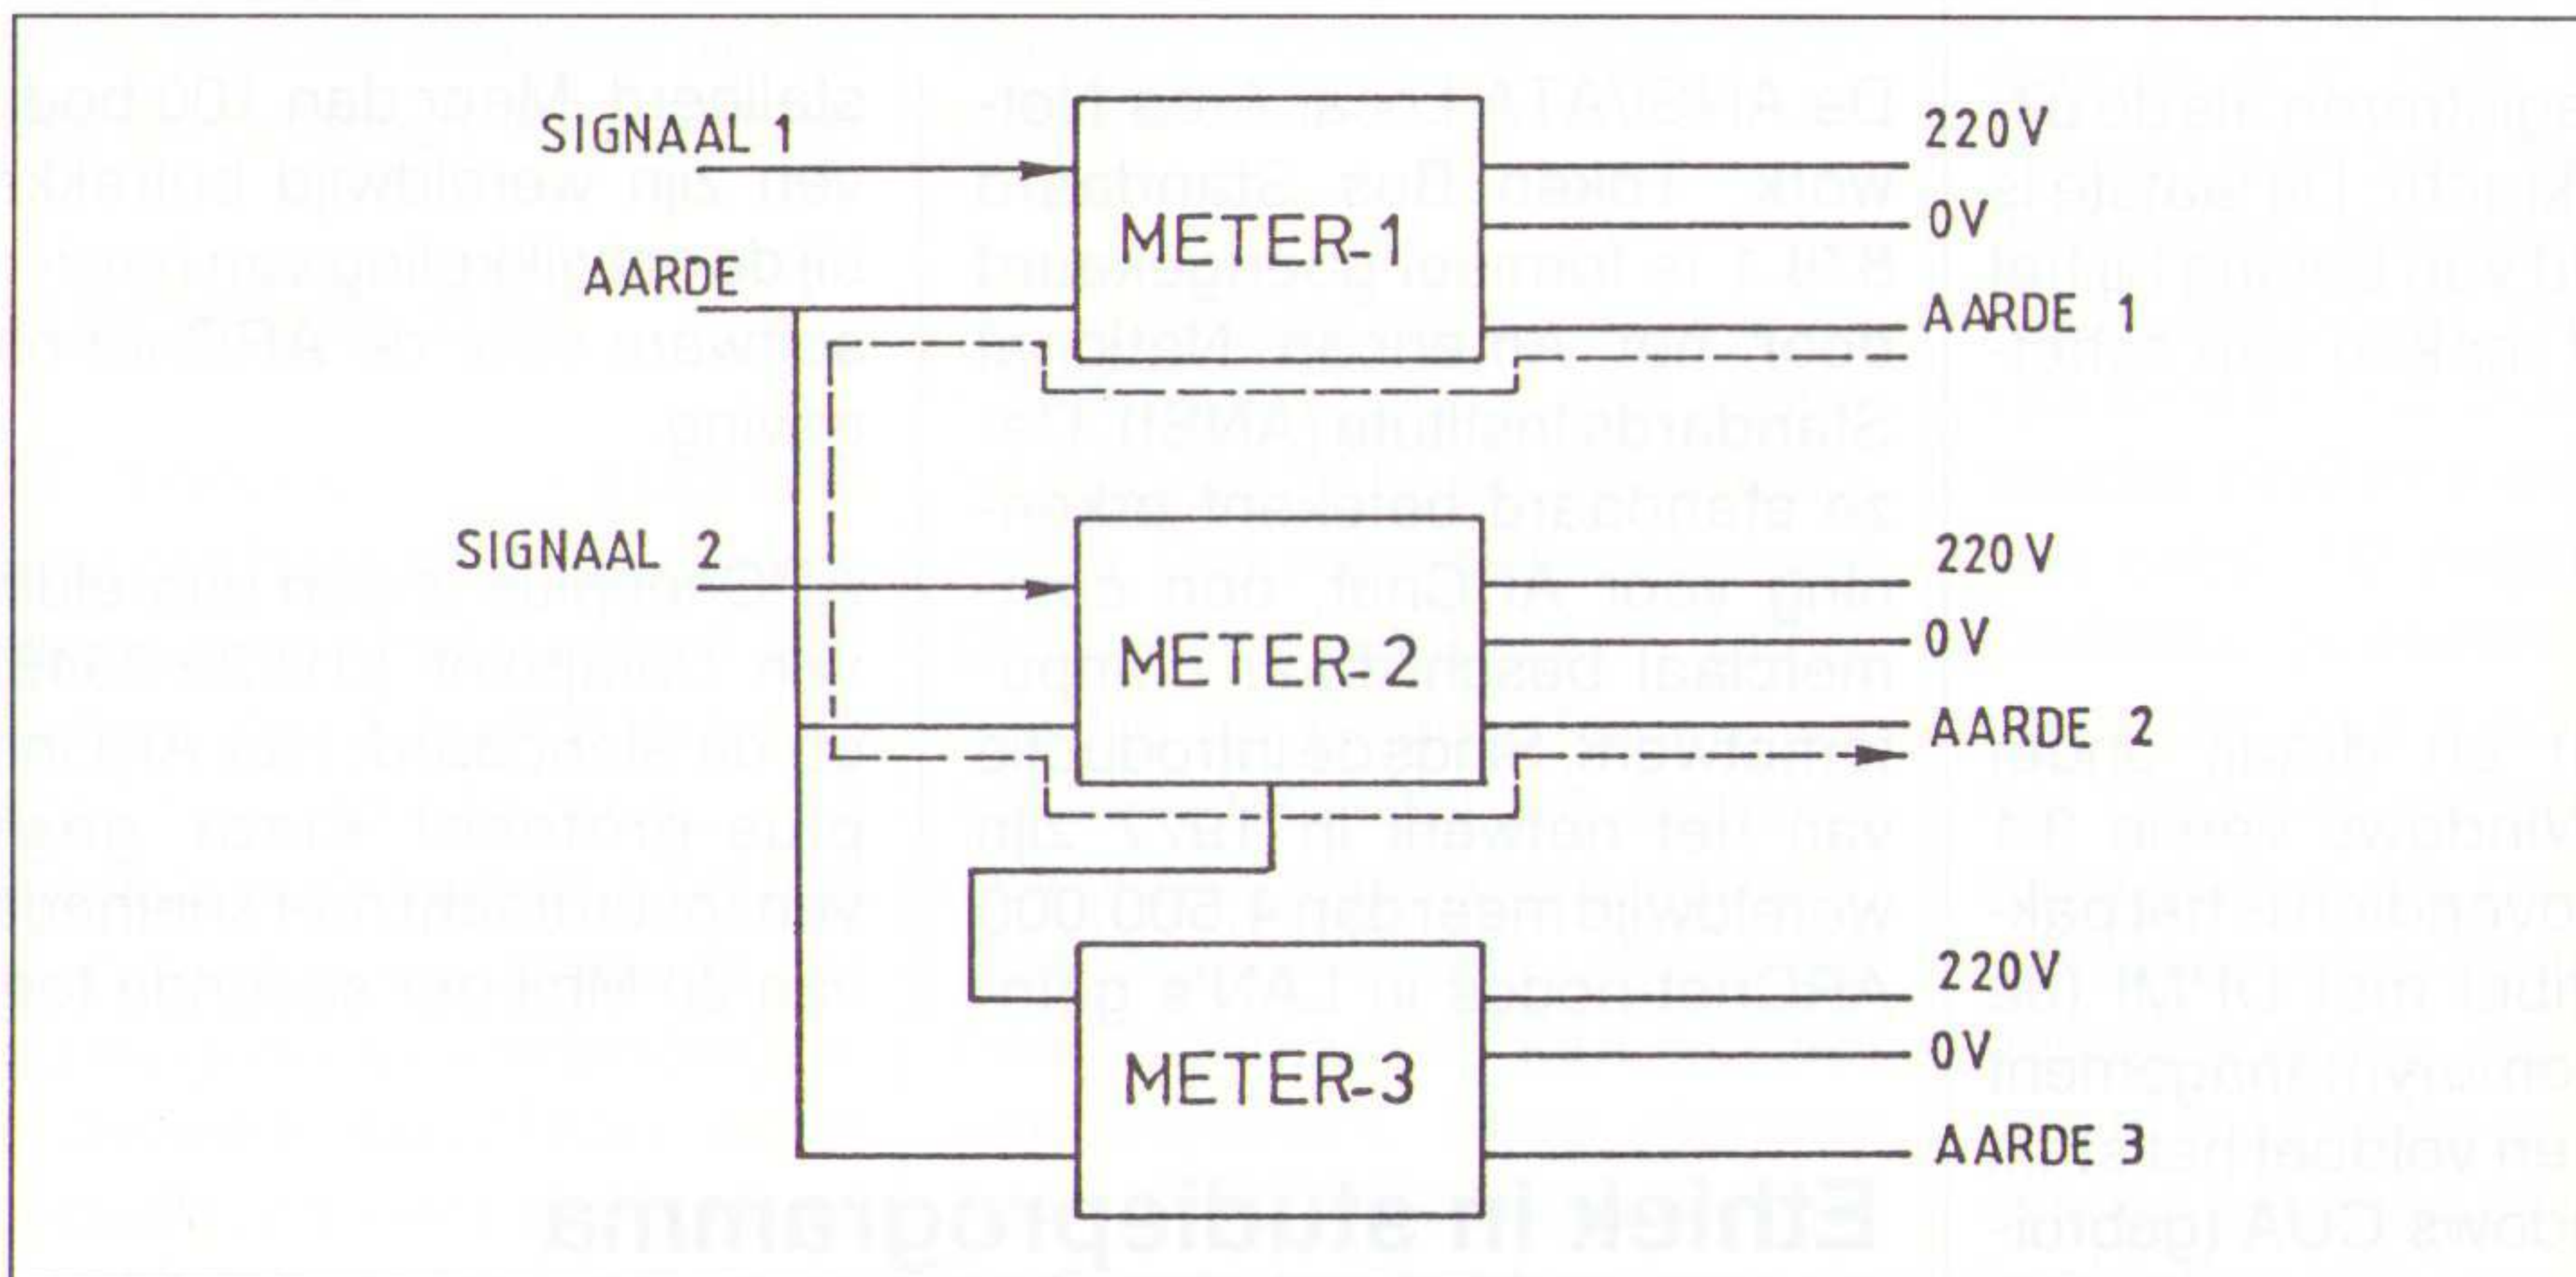 SIGNAAL 1
220V
METER-1
0V
AARDE
AARDE 1
SIGNAAL 2
220V
METER-2
0V
AARDE 2
220V
METER-3
0V
AARDE 3